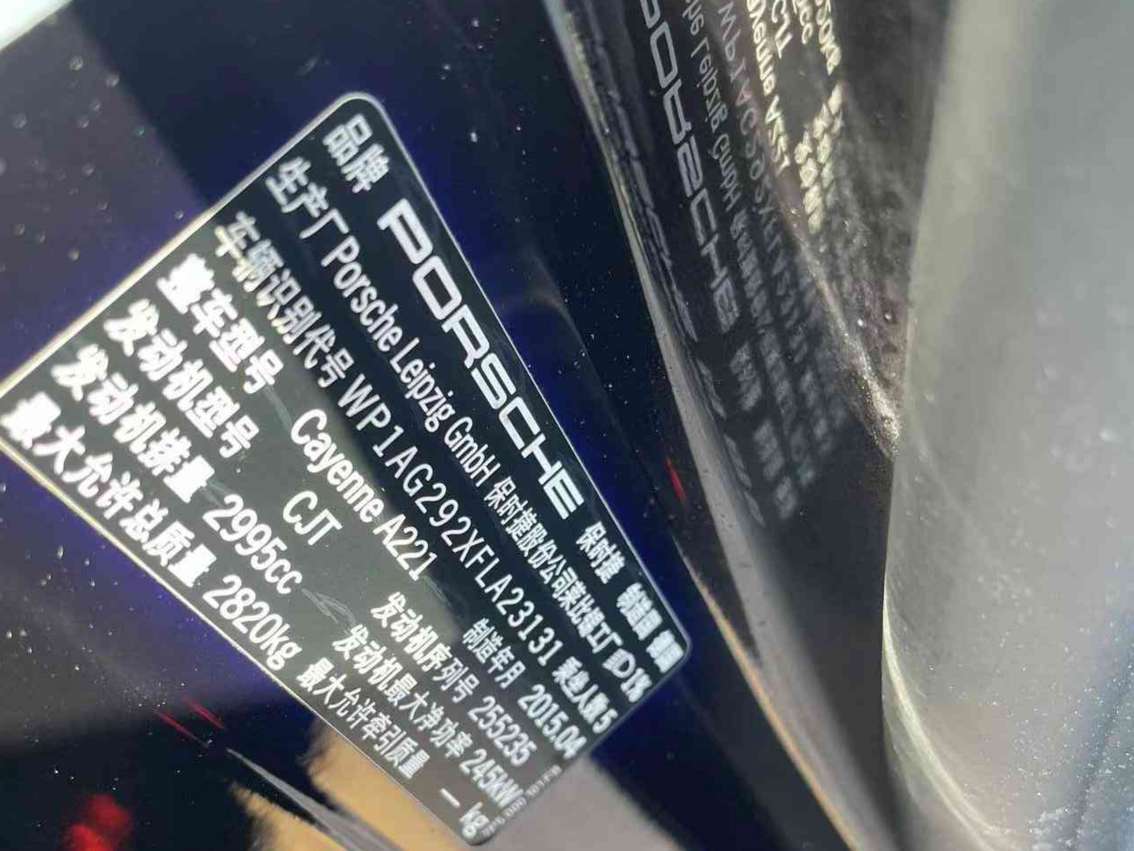 品牌 PORSCHE 保时捷
生产厂 Porsche Leipzig GmbH 保时捷股份公司莱比锡工厂
车辆识别代号 WP1AG292XFLA23131 乘坐人数 5
整车型号 Cayenne A221 制造年月 2015.04
发动机型号 CJT 发动机序列号 255235
发动机排量 2995cc 发动机最大净功率 245kW
最大允许总质量 2820kg 最大允许牵引质量 — kg